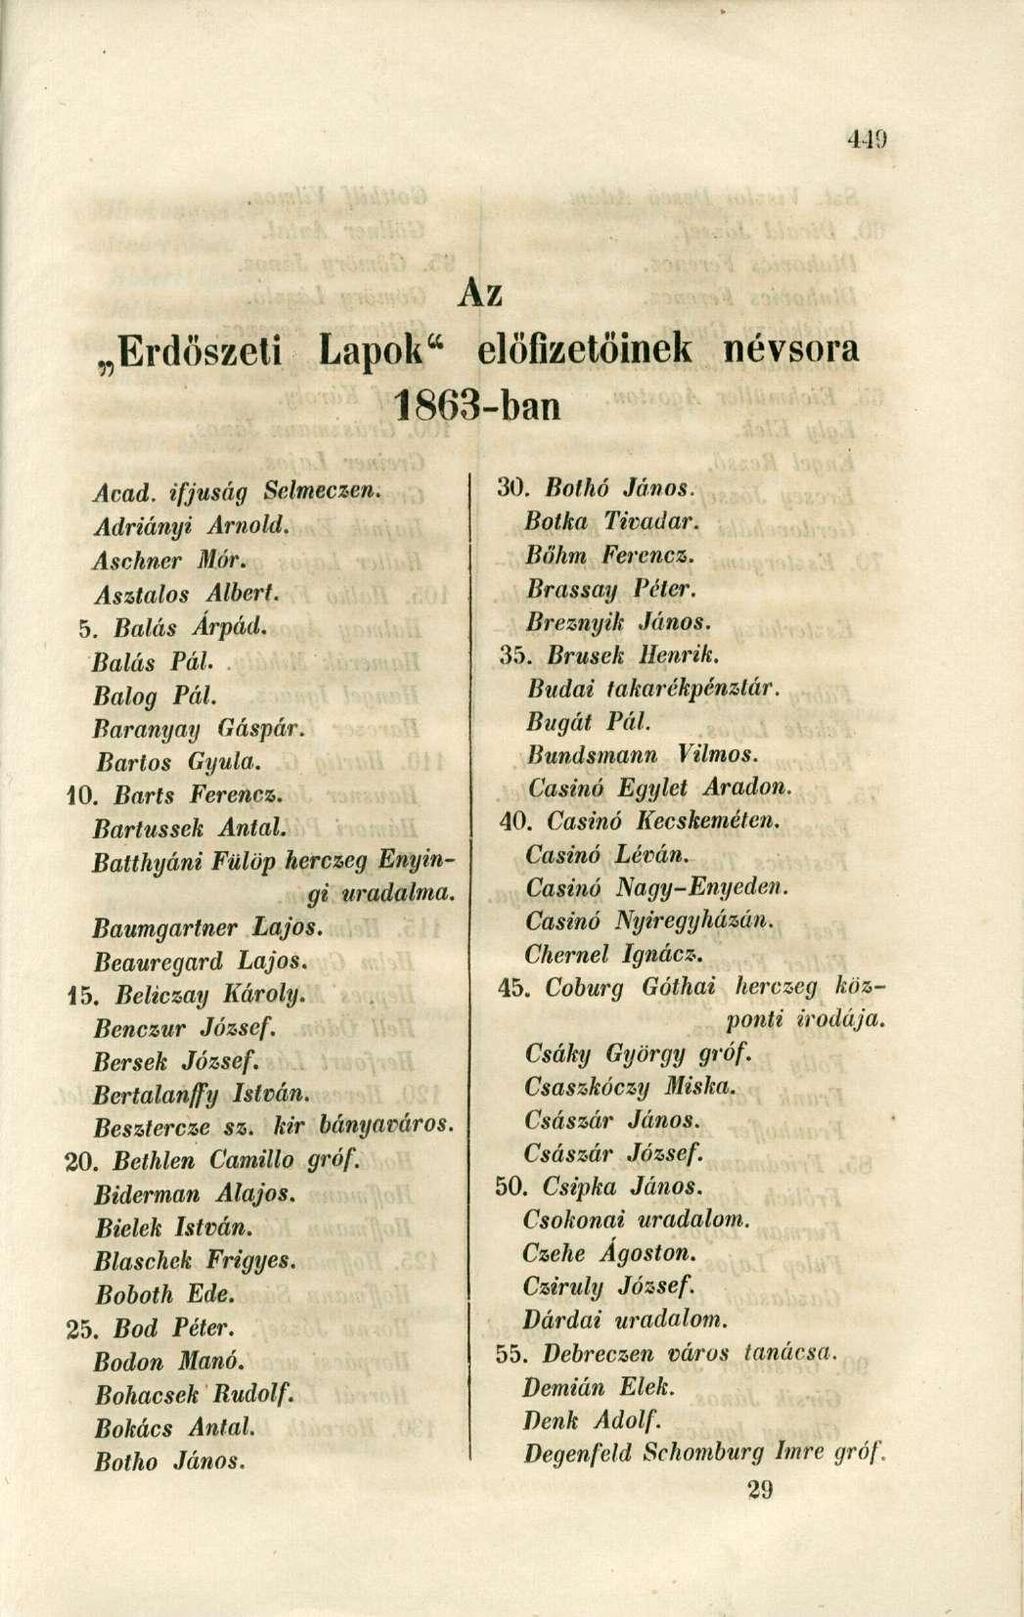 449
Az
„Erdöszeti Lapok“ elöfizetöinek névsora
1863-ban
Acad. ifjuság Selmeczen.
Adriányi Arnold.
Aschner Mór.
Asztalos Albert.
5. Balás Árpád.
Balás Pál.
Balog Pál.
Baranyay Gáspár.
Bartos Gyula.
10. Barts Ferencz.
Bartussek Antal.
Batthyáni Fülöp herczeg Enyin-
gi uradalma.
Baumgartner Lajos.
Beauregard Lajos.
15. Beliczay Károly.
Benczur József.
Bersek József.
Bertalanffy István.
Besztercze sz. kir bányaváros.
20. Bethlen Camillo gróf.
Biderman Alajos.
Bielek István.
Blaschek Frigyes.
Boboth Ede.
25. Bod Péter.
Bodon Manó.
Bohacsek Rudolf.
Bokács Antal.
Botho János.
30. Bothó János.
Botka Tivadar.
Böhm Ferencz.
Brassay Péter.
Breznyik János.
35. Brusek Henrik.
Budai takarékpénztár.
Bugát Pál.
Bundsmann Vilmos.
Casinó Egylet Aradon.
40. Casinó Kecskeméten.
Casinó Léván.
Casinó Nagy-Enyeden.
Casinó Nyiregyházán.
Chernel Ignácz.
45. Coburg Góthai herczeg köz-
ponti irodája.
Csáky György gróf.
Csaszkóczy Miska.
Császár János.
Császár József.
50. Csipka János.
Csokonai uradalom.
Czehe Ágoston.
Cziruly József.
Dárdai uradalom.
55. Debreczen város tanácsa.
Demián Elek.
Denk Adolf.
Degenfeld Schomburg Imre gróf.
29